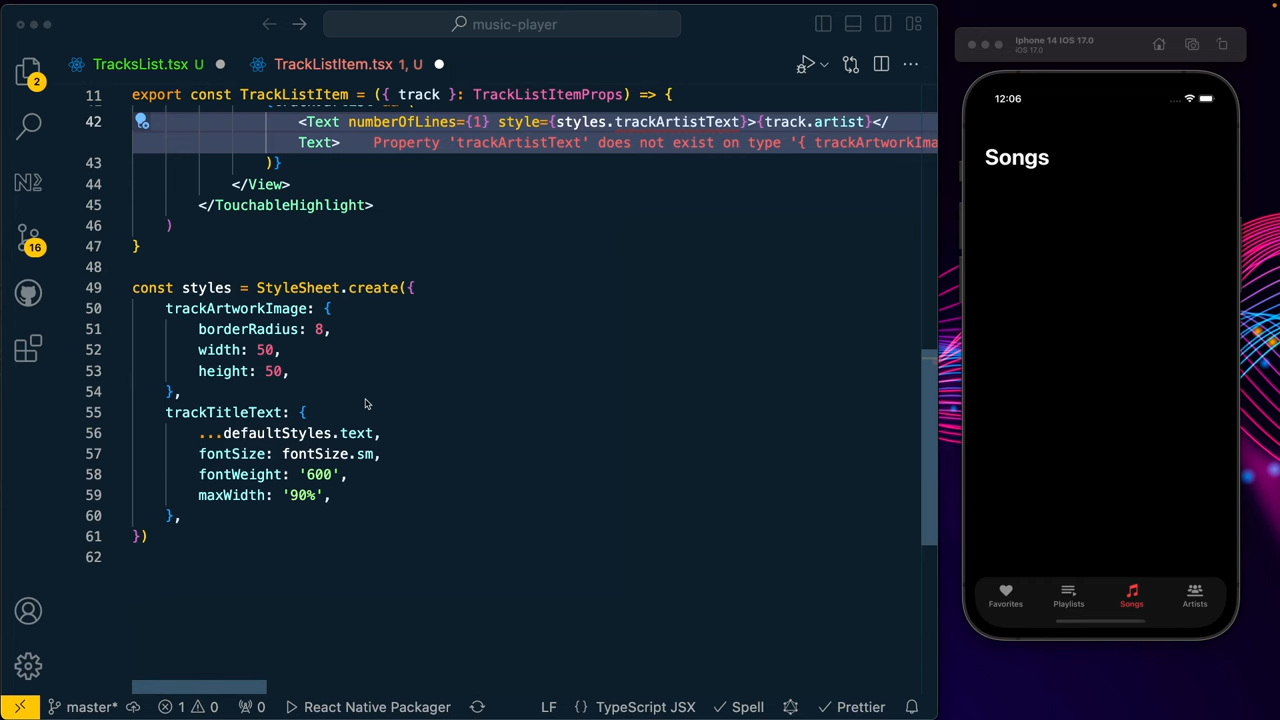 music-player
TracksList.tsx U
TrackListItem.tsx 1, U
2
16
11 export const TrackListItem = ({ track }: TrackListItemProps) => {
42 <Text numberOfLines={1} style={styles.trackArtistText}>{track.artist}</
Text> Property 'trackArtistText' does not exist on type '{ trackArtworkIma
43 )}
44 </View>
45 </TouchableHighlight>
46 )
47 }
48
49 const styles = StyleSheet.create({
50 trackArtworkImage: {
51 borderRadius: 8,
52 width: 50,
53 height: 50,
54 },
55 trackTitleText: {
56 ...defaultStyles.text,
57 fontSize: fontSize.sm,
58 fontWeight: '600',
59 maxWidth: '90%',
60 },
61 })
62
master* 1 0 0 React Native Packager LF {} TypeScript JSX Spell Prettier
Iphone 14 IOS 17.0
iOS 17.0
12:06
Songs
Favorites Playlists Songs Artists